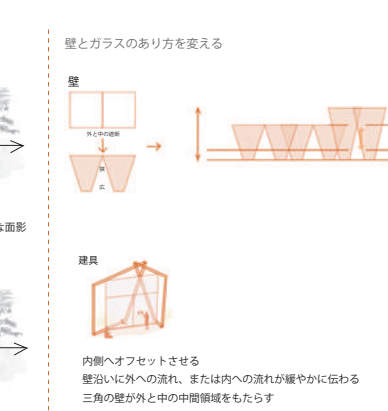 壁とガラスのあり方を変える
壁
外と中の遮断
狭
広
な面影
建具
内側へオフセットさせる
壁沿いに外への流れ、または内への流れが緩やかに伝わる
三角の壁が外と中の中間領域をもたらす